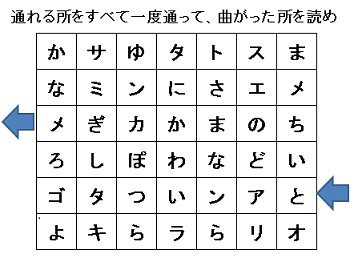 通れる所をすべて一度通って、曲がった所を読め
か サ ゆ タ ト ス ま
な ミ ン に さ エ メ
メ ぎ カ か ま の ち
ろ し ぽ わ な ど い
ゴ タ つ い ン ア と
よ キ ら ラ ら リ オ